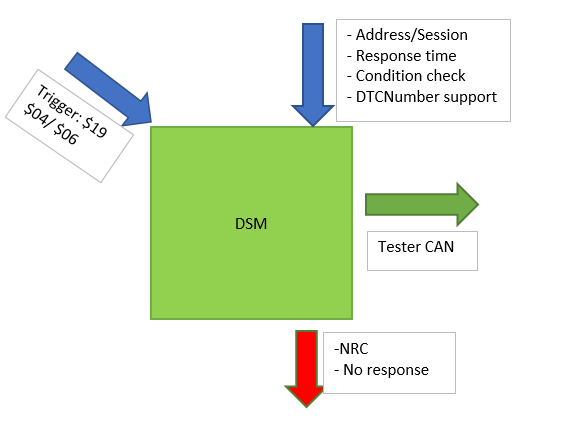 - Address/Session
- Response time
- Condition check
- DTCNumber support
Trigger: $19
$04/ $06
DSM
Tester CAN
-NRC
- No response